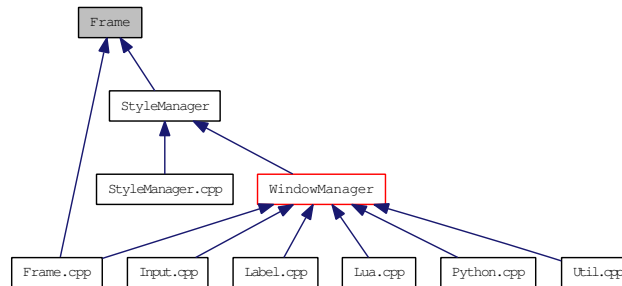 Frame
StyleManager
StyleManager.cpp
WindowManager
Frame.cpp
Input.cpp
Label.cpp
Lua.cpp
Python.cpp
Util.cpp